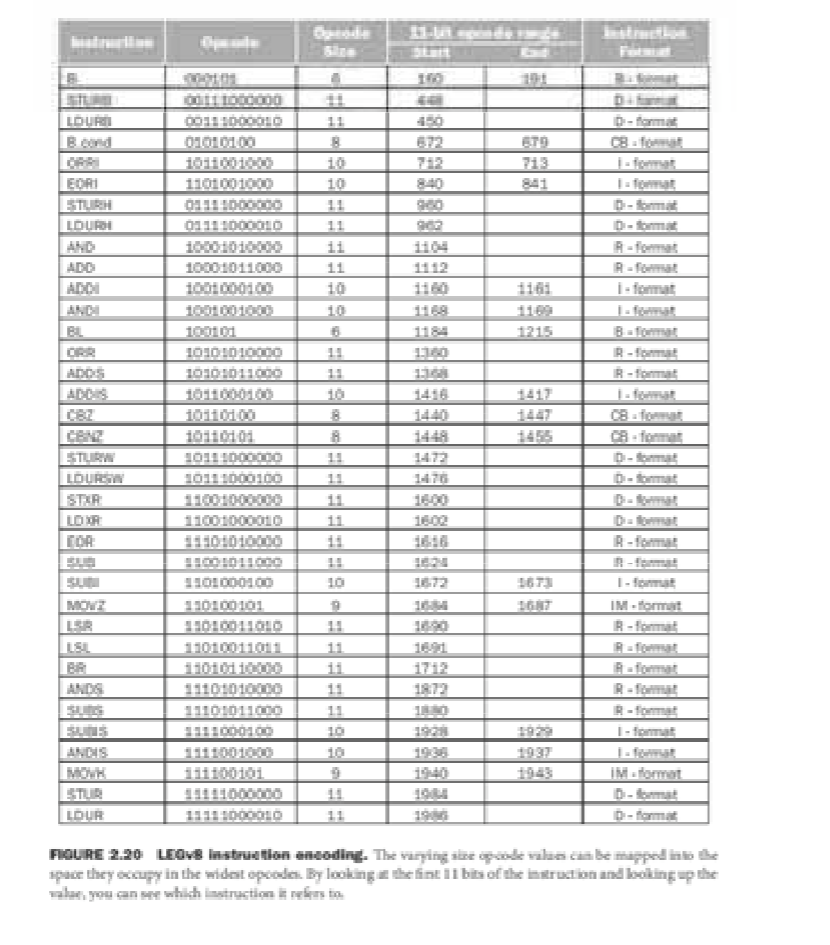 Instruction Opcode Opcode Size 11-bit opcode range Start End Instruction Format
B 000101 6 160 191 B - format
STURB 00111000000 11 448 D - format
LDURB 00111000010 11 450 D - format
B.cond 01010100 8 672 679 CB - format
ORRI 1011001000 10 712 713 I - format
EORI 1101001000 10 840 841 I - format
STURH 01111000000 11 960 D - format
LDURH 01111000010 11 962 D - format
AND 10001010000 11 1104 R - format
ADD 10001011000 11 1112 R - format
ADDI 1001000100 10 1160 1161 I - format
ANDI 1001001000 10 1168 1169 I - format
BL 100101 6 1184 1215 B - format
ORR 10101010000 11 1360 R - format
ADDS 10101011000 11 1368 R - format
ADDIS 1011000100 10 1416 1417 I - format
CBZ 10110100 8 1440 1447 CB - format
CBNZ 10110101 8 1448 1455 CB - format
STURW 10111000000 11 1472 D - format
LDURSW 10111000100 11 1476 D - format
STXR 11001000000 11 1600 D - format
LDXR 11001000010 11 1602 D - format
EOR 11101010000 11 1616 R - format
SUB 11001011000 11 1624 R - format
SUBI 1101000100 10 1672 1673 I - format
MOVZ 110100101 9 1684 1687 IM - format
LSR 11010011010 11 1690 R - format
LSL 11010011011 11 1691 R - format
BR 11010110000 11 1712 R - format
ANDS 11101010000 11 1872 R - format
SUBS 11101011000 11 1880 R - format
SUBIS 1111000100 10 1928 1929 I - format
ANDIS 1111001000 10 1936 1937 I - format
MOVK 111100101 9 1940 1943 IM - format
STUR 11111000000 11 1984 D - format
LDUR 11111000010 11 1986 D - format
FIGURE 2.20 LEGv8 instruction encoding. The varying size opcode values can be mapped into the
space they occupy in the widest opcodes. By looking at the first 11 bits of the instruction and looking up the
value, you can see which instruction it refers to.